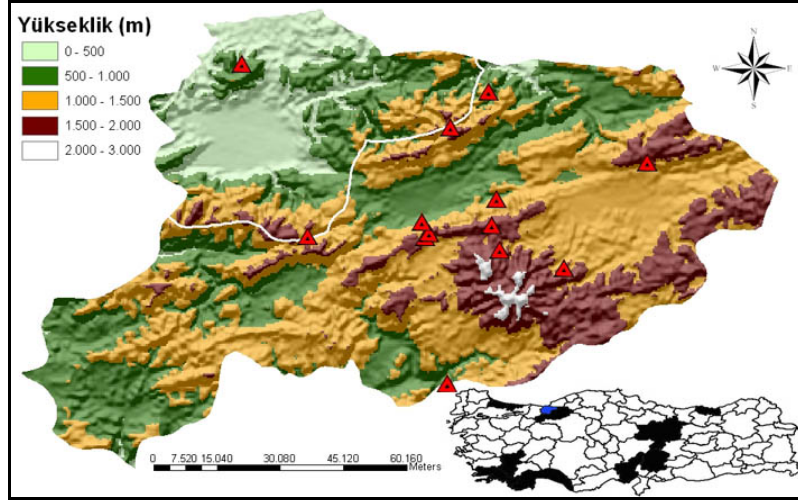 Yükseklik (m)
0 - 500
500 - 1.000
1.000 - 1.500
1.500 - 2.000
2.000 - 3.000
N
W
E
S
0 7.520 15.040 30.080 45.120 60.160
Meters